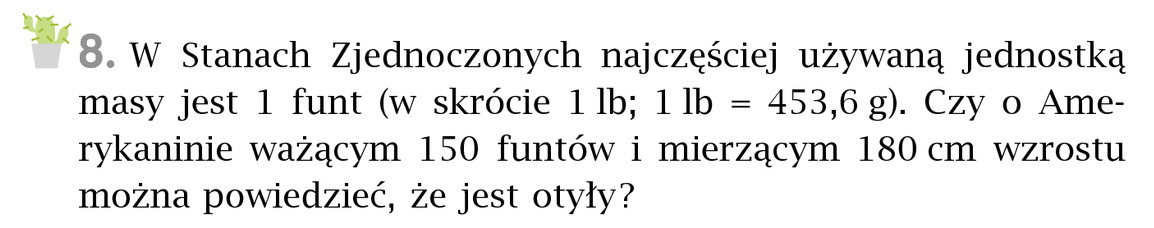 8. W Stanach Zjednoczonych najczęściej używaną jednostką
masy jest 1 funt (w skrócie 1 lb; 1 lb = 453,6 g). Czy o Ame-
rykaninie ważącym 150 funtów i mierzącym 180 cm wzrostu
można powiedzieć, że jest otyły?